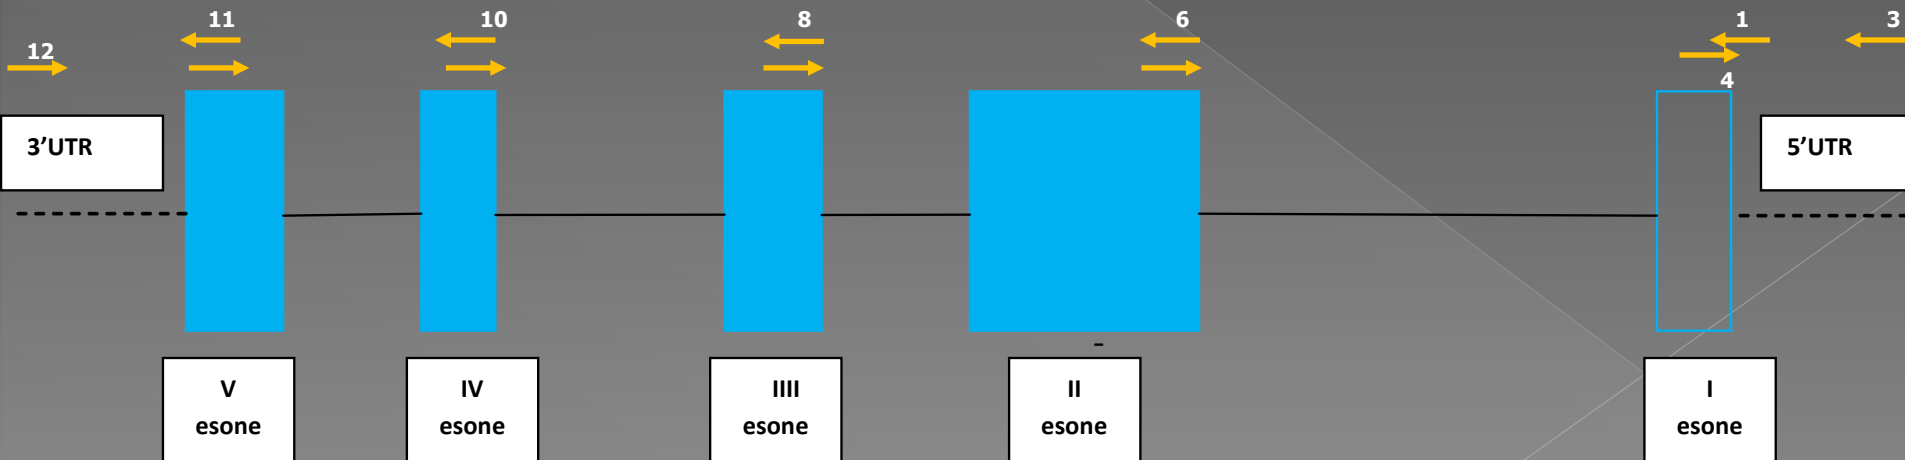 11
10
8
6
1
3
12
4
3’UTR
5’UTR
V
esone
IV
esone
IIII
esone
II
esone
I
esone